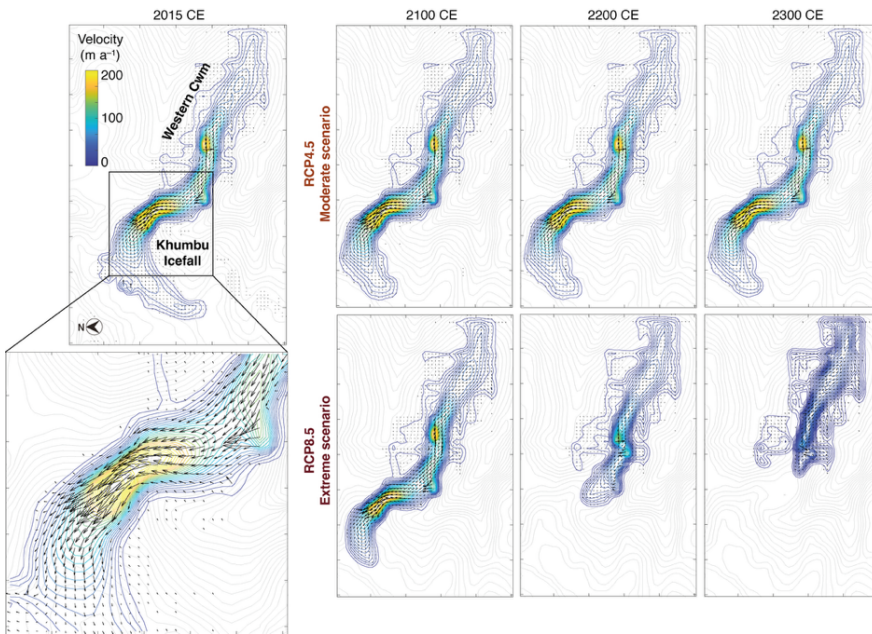 2015 CE
2100 CE
2200 CE
2300 CE
Velocity
(m a⁻¹)
200
100
0
Western Cwm
Khumbu
Icefall
N
RCP4.5
Moderate scenario
RCP8.5
Extreme scenario